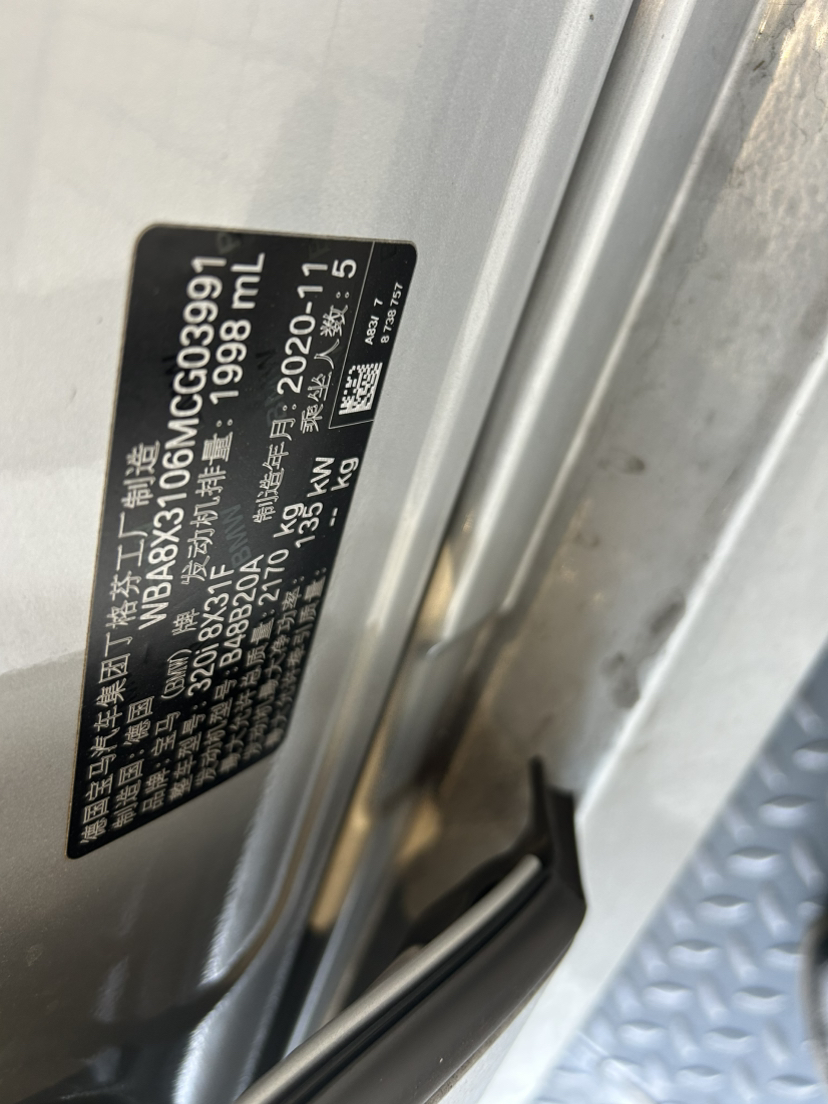 德国宝马汽车集团丁格芬工厂制造
制造国:德国 WBA8X3106MCG03991
品牌:宝马 (BMW) 牌 发动机排量:1998 mL
整车型号:320i 8X31F
发动机型号:B48B20A 制造年月:2020-11
最大允许总质量:2170 kg 乘坐人数:5
发动机最大净功率: 135 kW
最大允许牵引质量: -- kg
A83/ 7
8 738 757
BMW